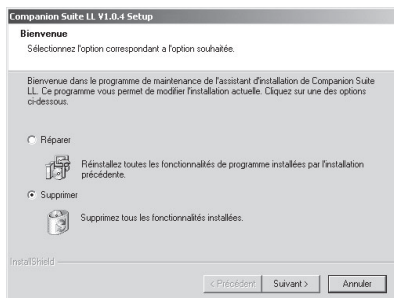 Companion Suite LL V1.0.4 Setup
Bienvenue
Sélectionnez l'option correspondant a l'option souhaitée.
Bienvenue dans le programme de maintenance de l'assistant d'installation de Companion Suite
LL. Ce programme vous permet de modifier l'installation actuelle. Cliquez sur une des options
ci-dessous.
Réparer
Réinstallez toutes les fonctionnalités de programme installées par l'installation
précédente.
Supprimer
Supprimez tous les fonctionnalités installées.
InstallShield
< Précédent Suivant > Annuler